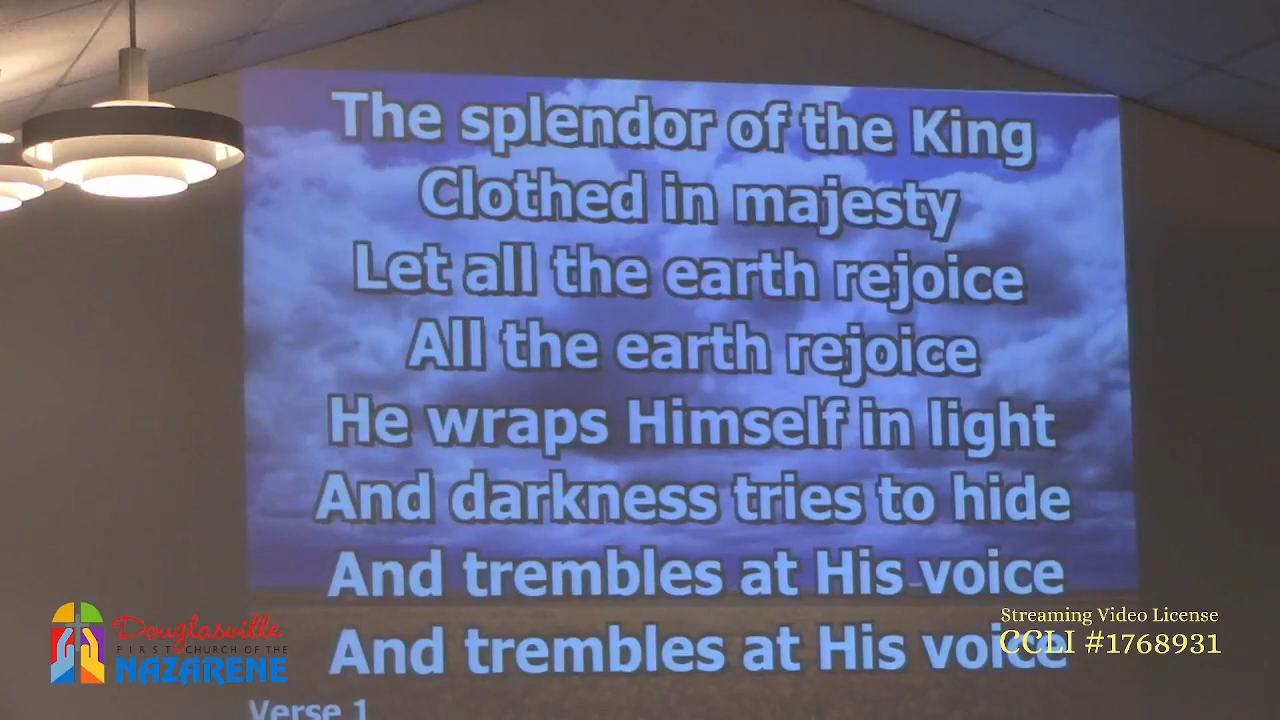 The splendor of the King
Clothed in majesty
Let all the earth rejoice
All the earth rejoice
He wraps Himself in light
And darkness tries to hide
And trembles at His voice
And trembles at His voice
Verse 1
Douglasville
FIRST CHURCH OF THE
NAZARENE
Streaming Video License
CCLI #1768931